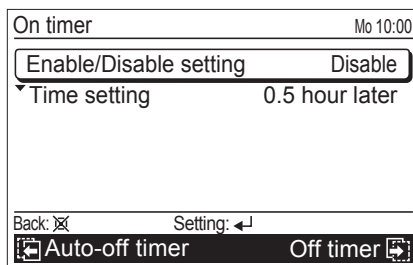 On timer Mo 10:00
Enable/Disable setting Disable
Time setting 0.5 hour later
Back: Setting:
Auto-off timer Off timer